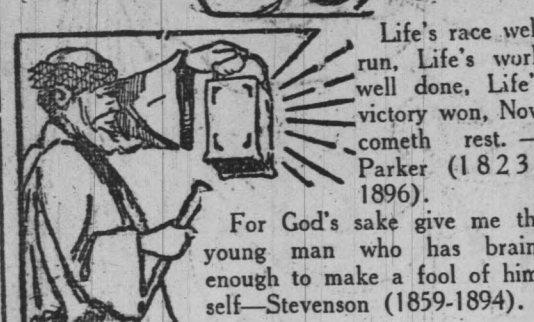 Life's race wel
run, Life's wor
well done, Life'
victory won, Nov
cometh rest. —
Parker (1823
1896).
For God's sake give me th
young man who has brain
enough to make a fool of him
self—Stevenson (1859-1894).